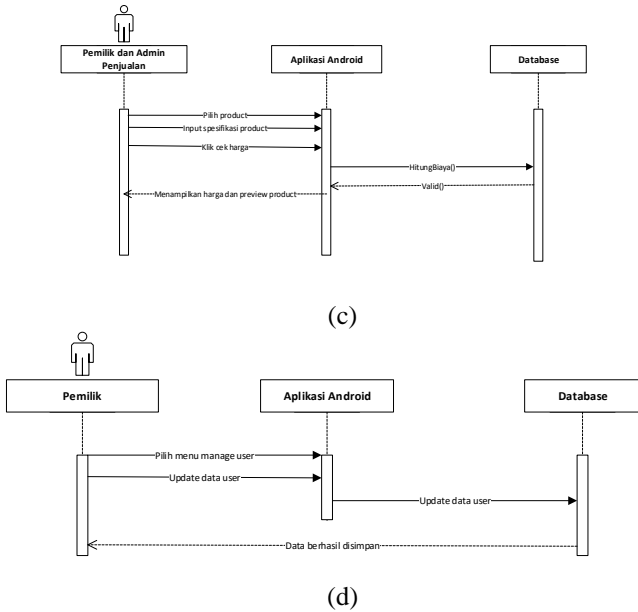 Pemilik dan Admin
Penjualan
Aplikasi Android
Database
Pilih product
Input spesifikasi product
Klik cek harga
HitungBiaya()
Valid()
Menampilkan harga dan preview product
(c)
Pemilik
Aplikasi Android
Database
Pilih menu manage user
Update data user
Update data user
Data berhasil disimpan
(d)